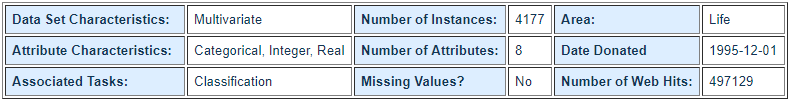 Data Set Characteristics: Multivariate Number of Instances: 4177 Area: Life
Attribute Characteristics: Categorical, Integer, Real Number of Attributes: 8 Date Donated 1995-12-01
Associated Tasks: Classification Missing Values? No Number of Web Hits: 497129